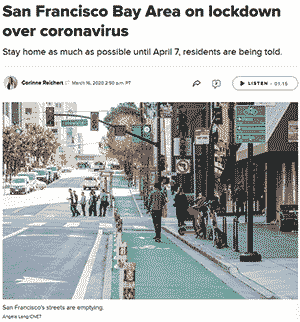 San Francisco Bay Area on lockdown
over coronavirus
Stay home as much as possible until April 7, residents are being told.
Corinne Reichert
March 16, 2020 2:50 p.m. PT
LISTEN - 01:15
San Francisco's streets are emptying.
Angela Lang/CNET